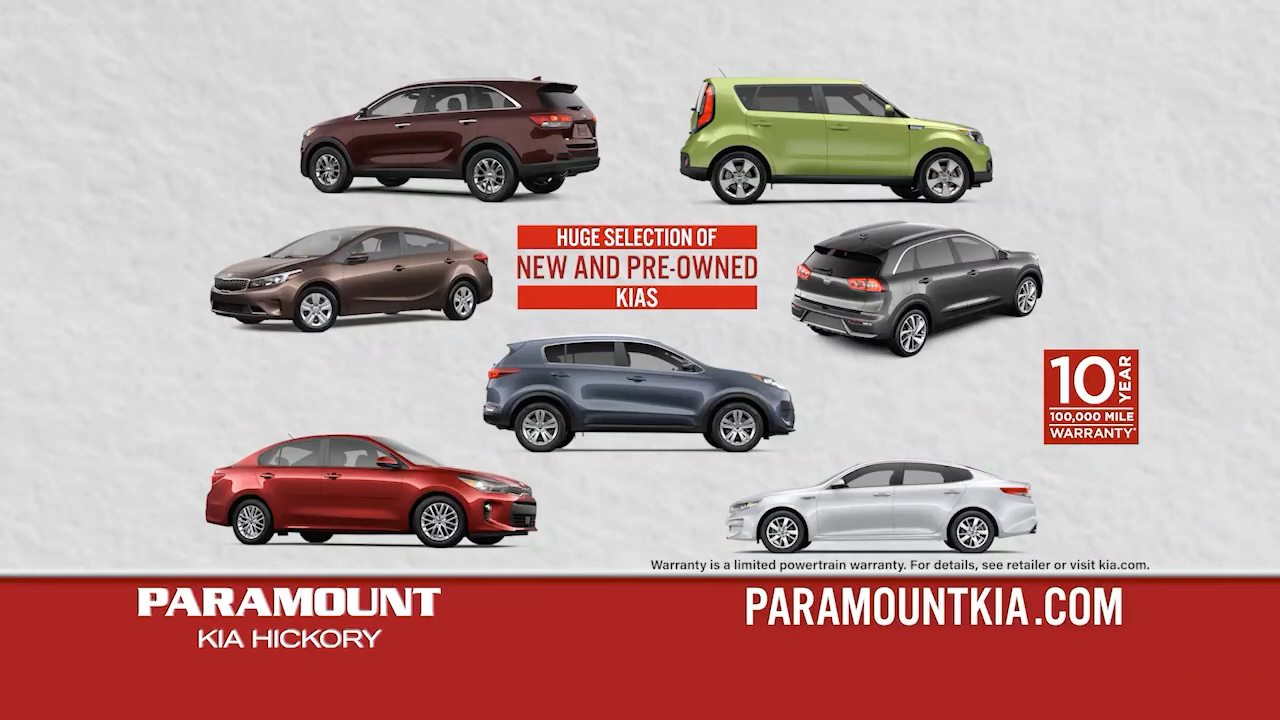 HUGE SELECTION OF
NEW AND PRE-OWNED
KIAS
10 YEAR
100,000 MILE
WARRANTY*
Warranty is a limited powertrain warranty. For details, see retailer or visit kia.com.
PARAMOUNT
KIA HICKORY
PARAMOUNTKIA.COM